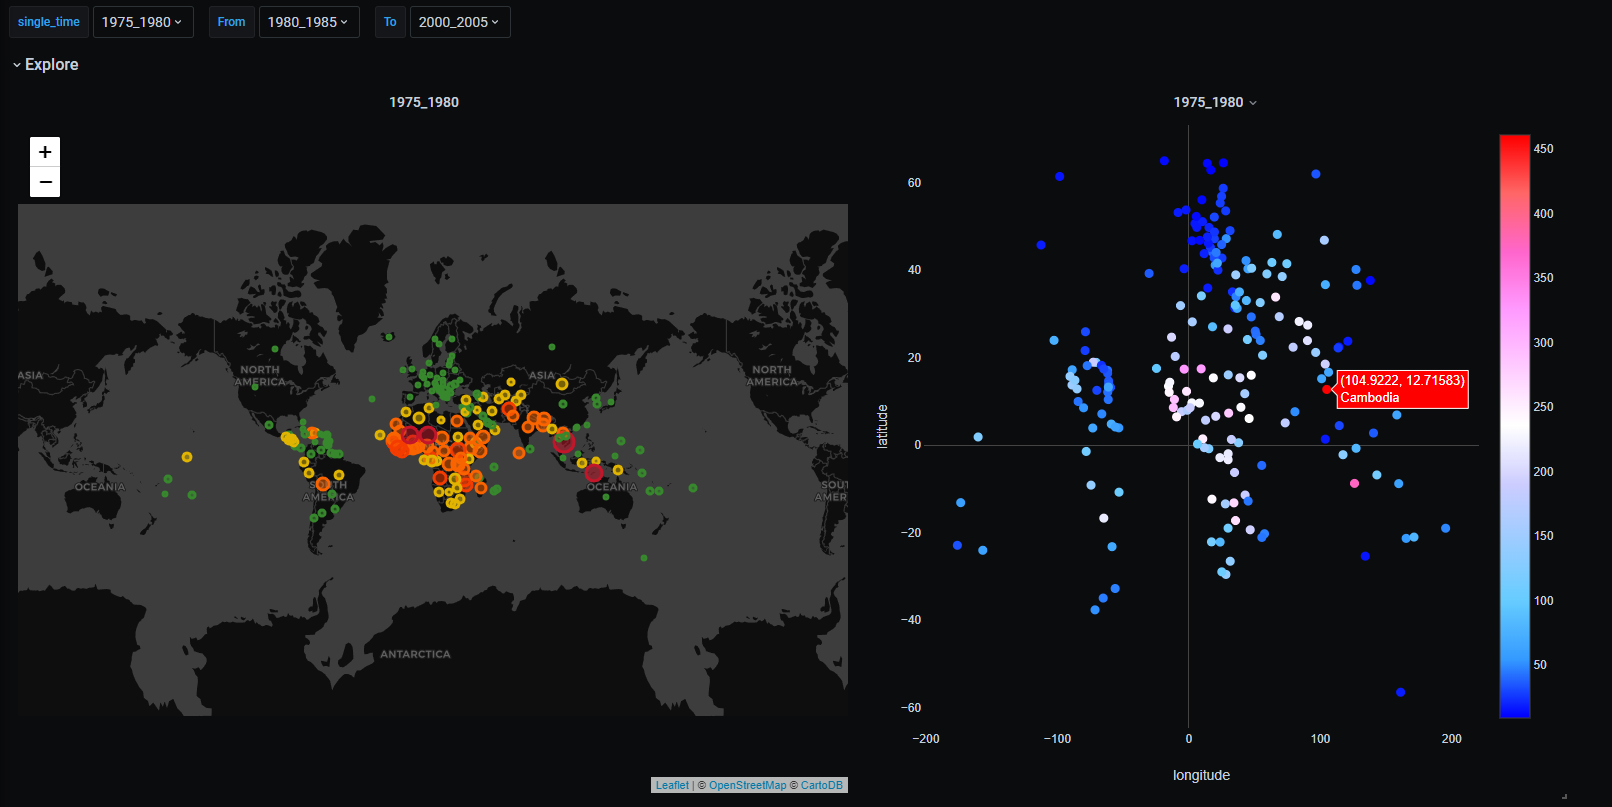 single_time 1975_1980 From 1980_1985 To 2000_2005
Explore
1975_1980
+
−
ASIA
NORTH
AMERICA
ASIA
NORTH
AMERICA
OCEANIA
SOUTH
AMERICA
OCEANIA
SOUT
AMER
ANTARCTICA
Leaflet | © OpenStreetMap © CartoDB
1975_1980
latitude
60
40
20
0
−20
−40
−60
−200
−100
0
100
200
longitude
(104.9222, 12.71583)
Cambodia
450
400
350
300
250
200
150
100
50